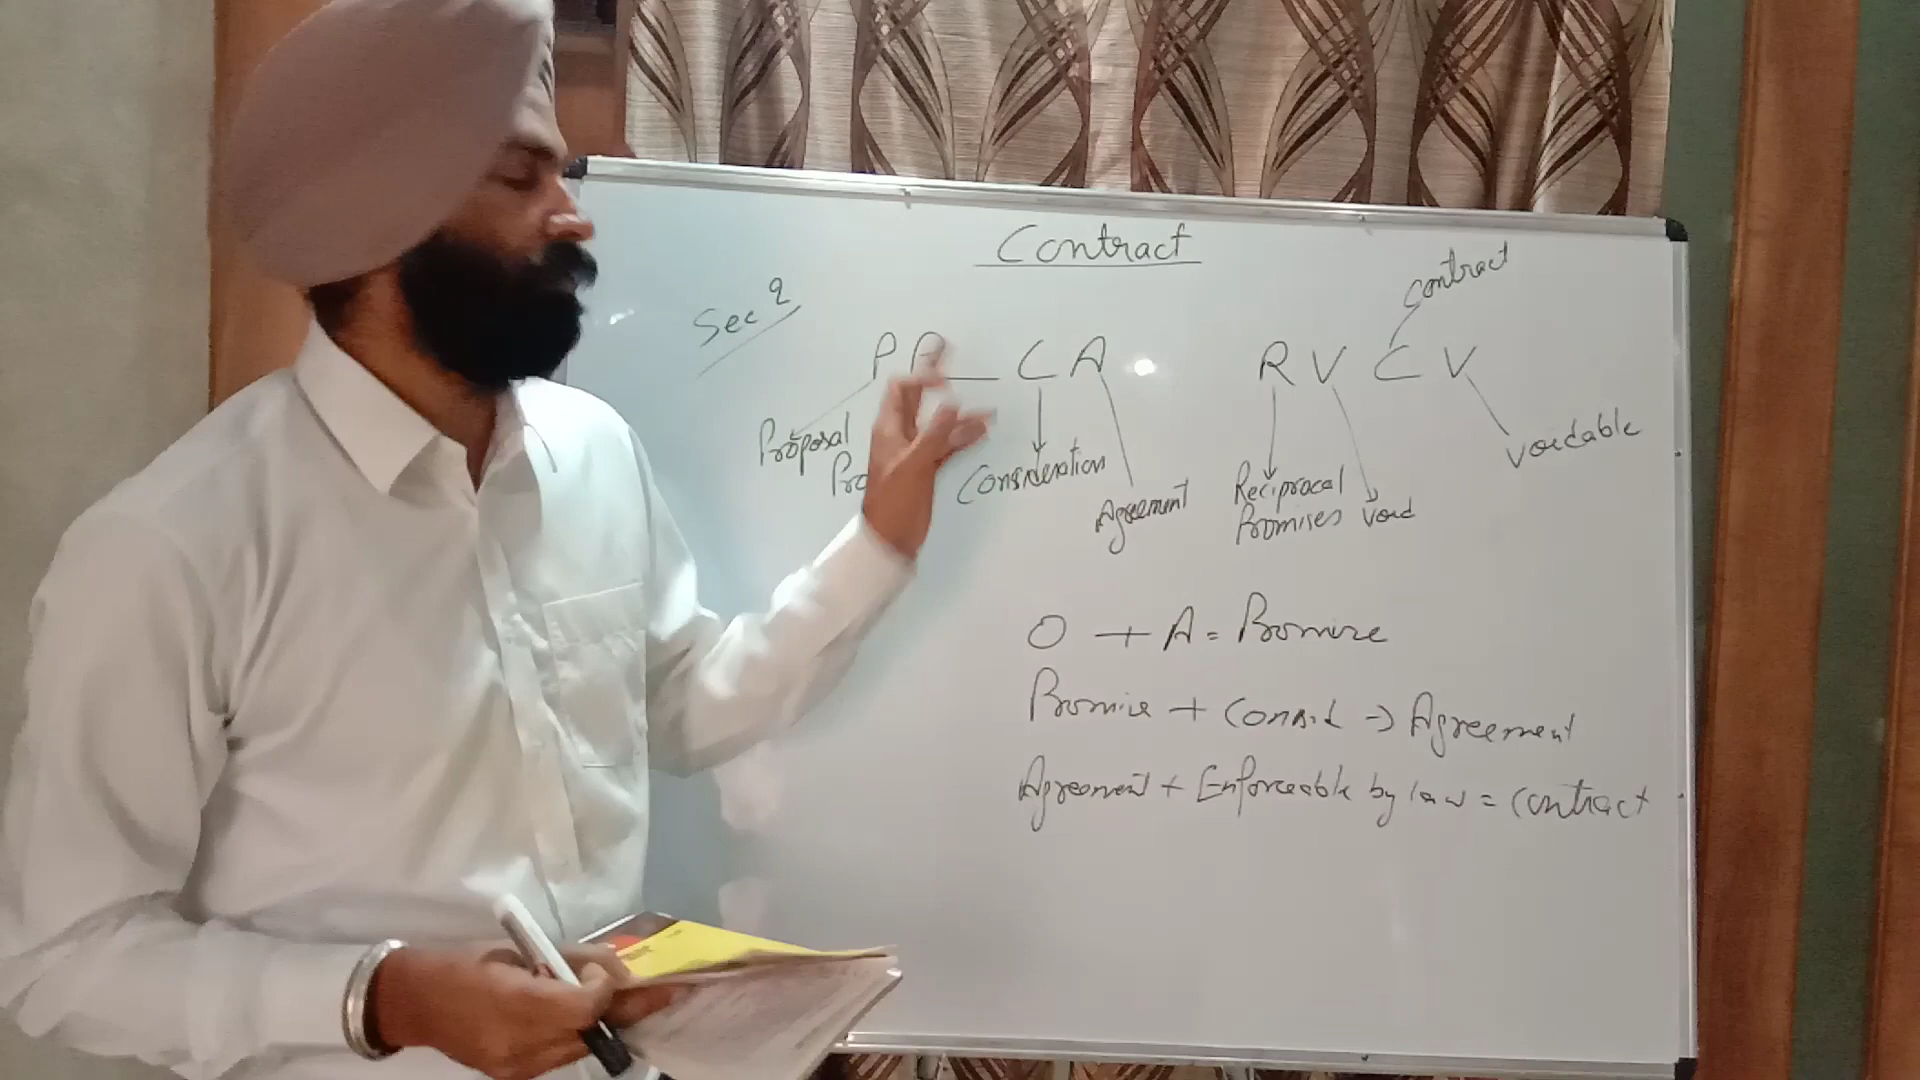 Contract
Sec 2
contract
P A __ C A R V C V
Proposal
Consideration
Agreement
Reciprocal
Promises
void
voidable
O + A = Promise
Promise + Consid → Agreement
Agreement + Enforceable by law = Contract